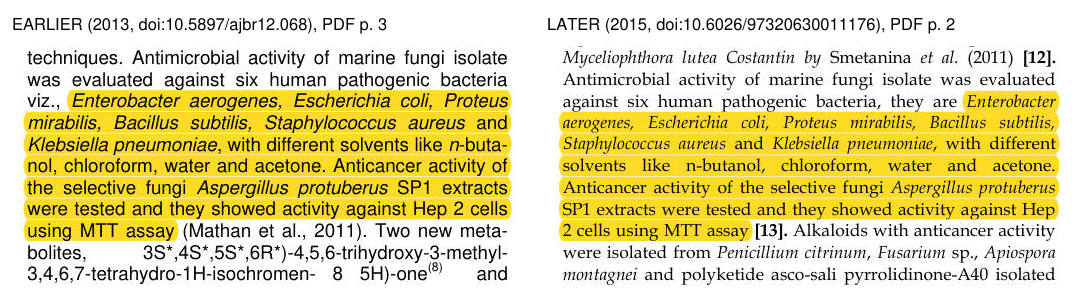 EARLIER (2013, doi:10.5897/ajbr12.068), PDF p. 3
techniques. Antimicrobial activity of marine fungi isolate
was evaluated against six human pathogenic bacteria
viz., Enterobacter aerogenes, Escherichia coli, Proteus
mirabilis, Bacillus subtilis, Staphylococcus aureus and
Klebsiella pneumoniae, with different solvents like n-buta-
nol, chloroform, water and acetone. Anticancer activity of
the selective fungi Aspergillus protuberus SP1 extracts
were tested and they showed activity against Hep 2 cells
using MTT assay (Mathan et al., 2011). Two new meta-
bolites, 3S*,4S*,5S*,6R*)-4,5,6-trihydroxy-3-methyl-
3,4,6,7-tetrahydro-1H-isochromen- 8 5H)-one(8) and
LATER (2015, doi:10.6026/97320630011176), PDF p. 2
Myceliophthora lutea Costantin by Smetanina et al. (2011) [12].
Antimicrobial activity of marine fungi isolate was evaluated
against six human pathogenic bacteria, they are Enterobacter
aerogenes, Escherichia coli, Proteus mirabilis, Bacillus subtilis,
Staphylococcus aureus and Klebsiella pneumoniae, with different
solvents like n-butanol, chloroform, water and acetone.
Anticancer activity of the selective fungi Aspergillus protuberus
SP1 extracts were tested and they showed activity against Hep
2 cells using MTT assay [13]. Alkaloids with anticancer activity
were isolated from Penicillium citrinum, Fusarium sp., Apiospora
montagnei and polyketide asco-sali pyrrolidinone-A40 isolated